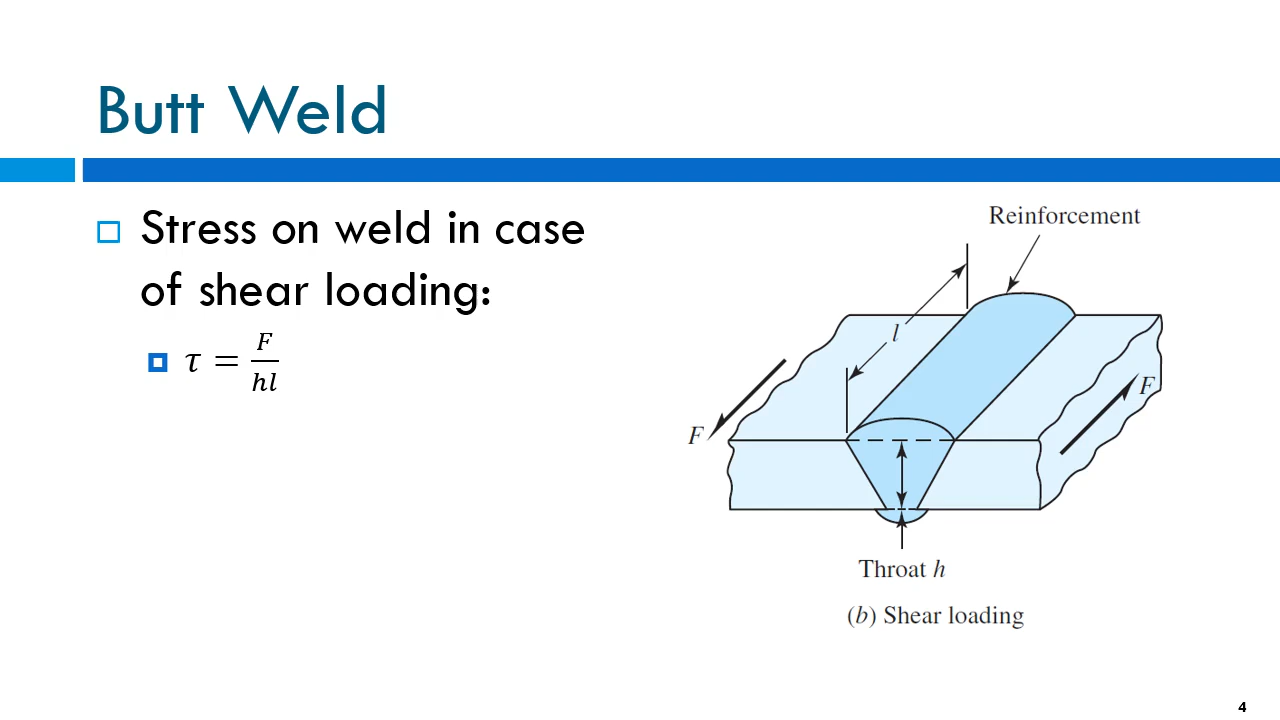 Butt Weld
Stress on weld in case
of shear loading:
τ = F/hl
Reinforcement
l
F
F
Throat h
(b) Shear loading
4